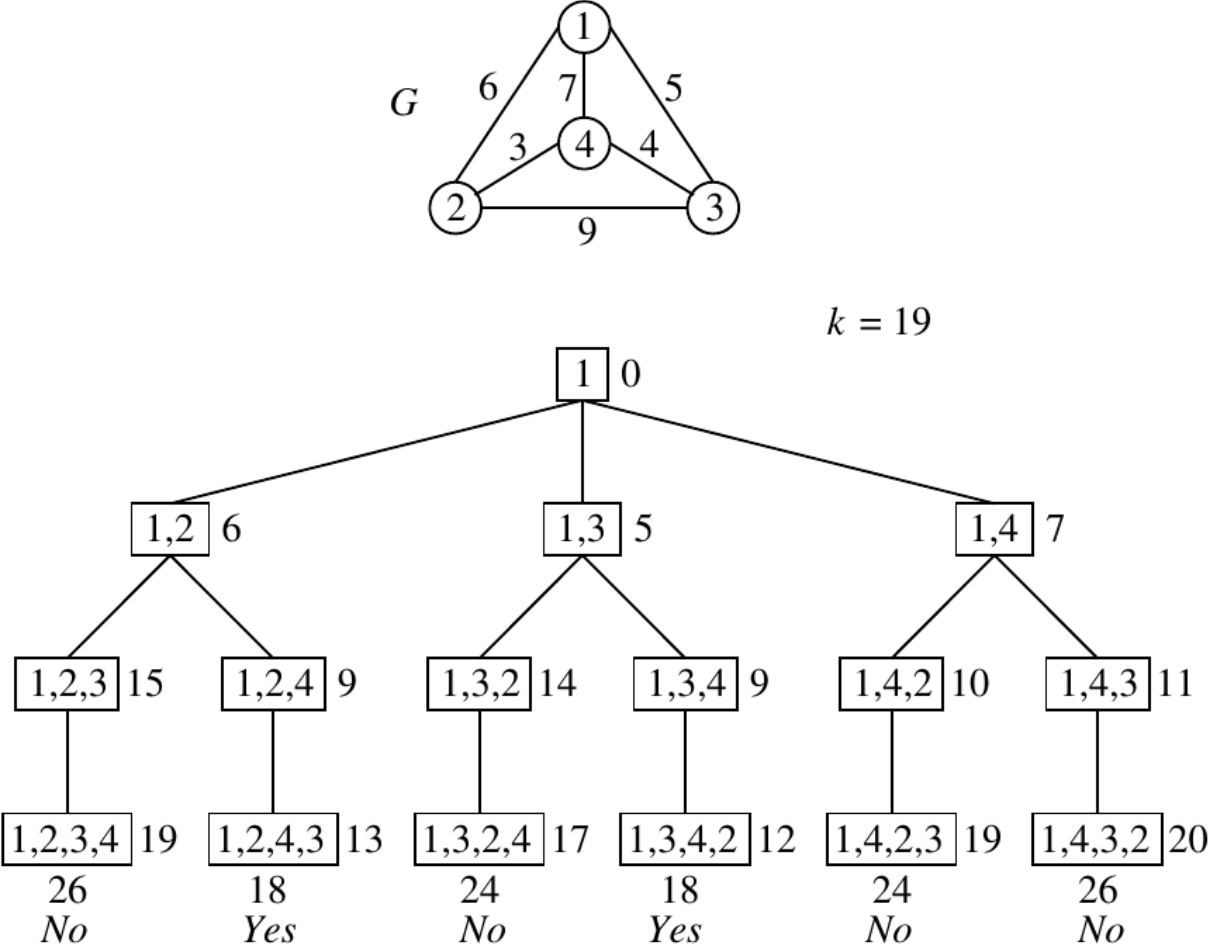 1
G 6 7 5
3 4 4
2 3
9
k = 19
1 0
1,2 6 1,3 5 1,4 7
1,2,3 15 1,2,4 9 1,3,2 14 1,3,4 9 1,4,2 10 1,4,3 11
1,2,3,4 19 1,2,4,3 13 1,3,2,4 17 1,3,4,2 12 1,4,2,3 19 1,4,3,2 20
26 18 24 18 24 26
No Yes No Yes No No